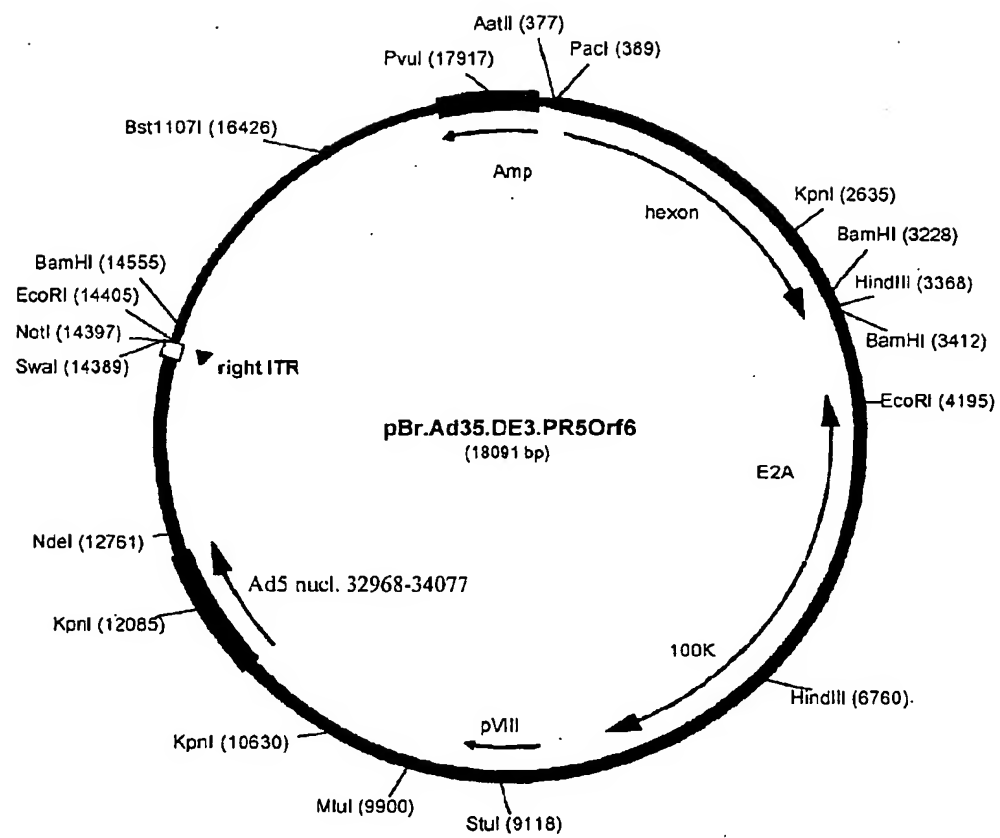 AatII (377)
PacI (389)
PvuI (17917)
Bst1107I (16426)
Amp
hexon
KpnI (2635)
BamHI (3228)
HindIII (3368)
BamHI (3412)
BamHI (14555)
EcoRI (14405)
NotI (14397)
SwaI (14389)
right ITR
EcoRI (4195)
pBr.Ad35.DE3.PR5Orf6
(18091 bp)
E2A
NdeI (12761)
Ad5 nucl. 32968-34077
KpnI (12085)
100K
HindIII (6760)
pVIII
KpnI (10630)
MluI (9900)
StuI (9118)